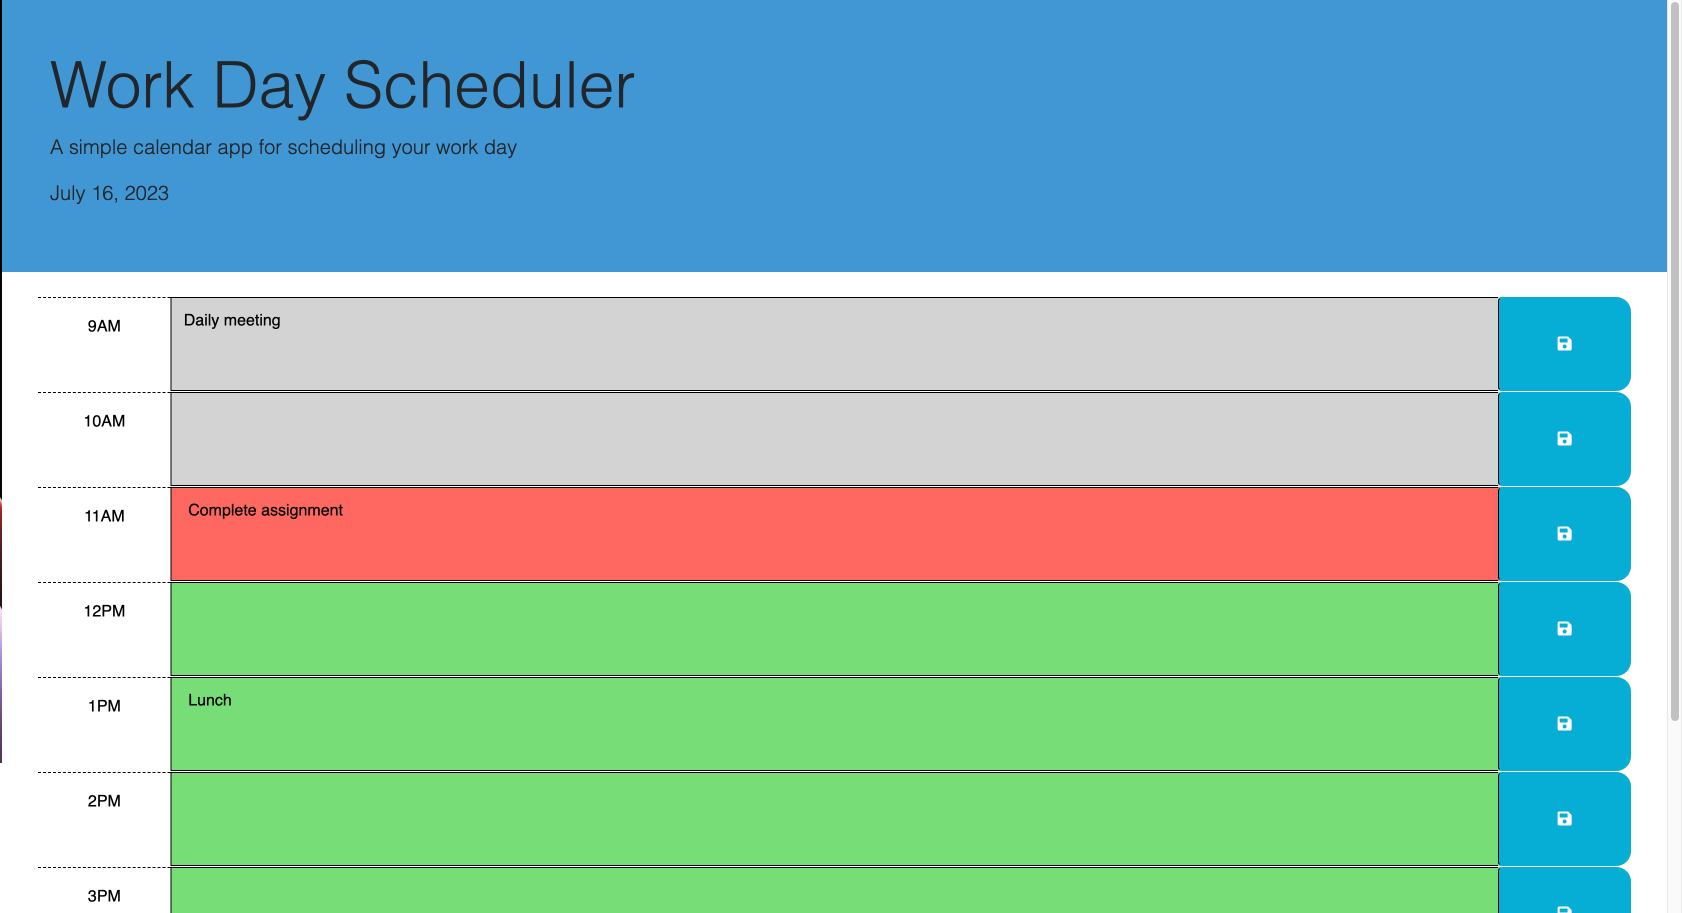 Work Day Scheduler
A simple calendar app for scheduling your work day
July 16, 2023
9AM
Daily meeting
10AM
11AM
Complete assignment
12PM
1PM
Lunch
2PM
3PM